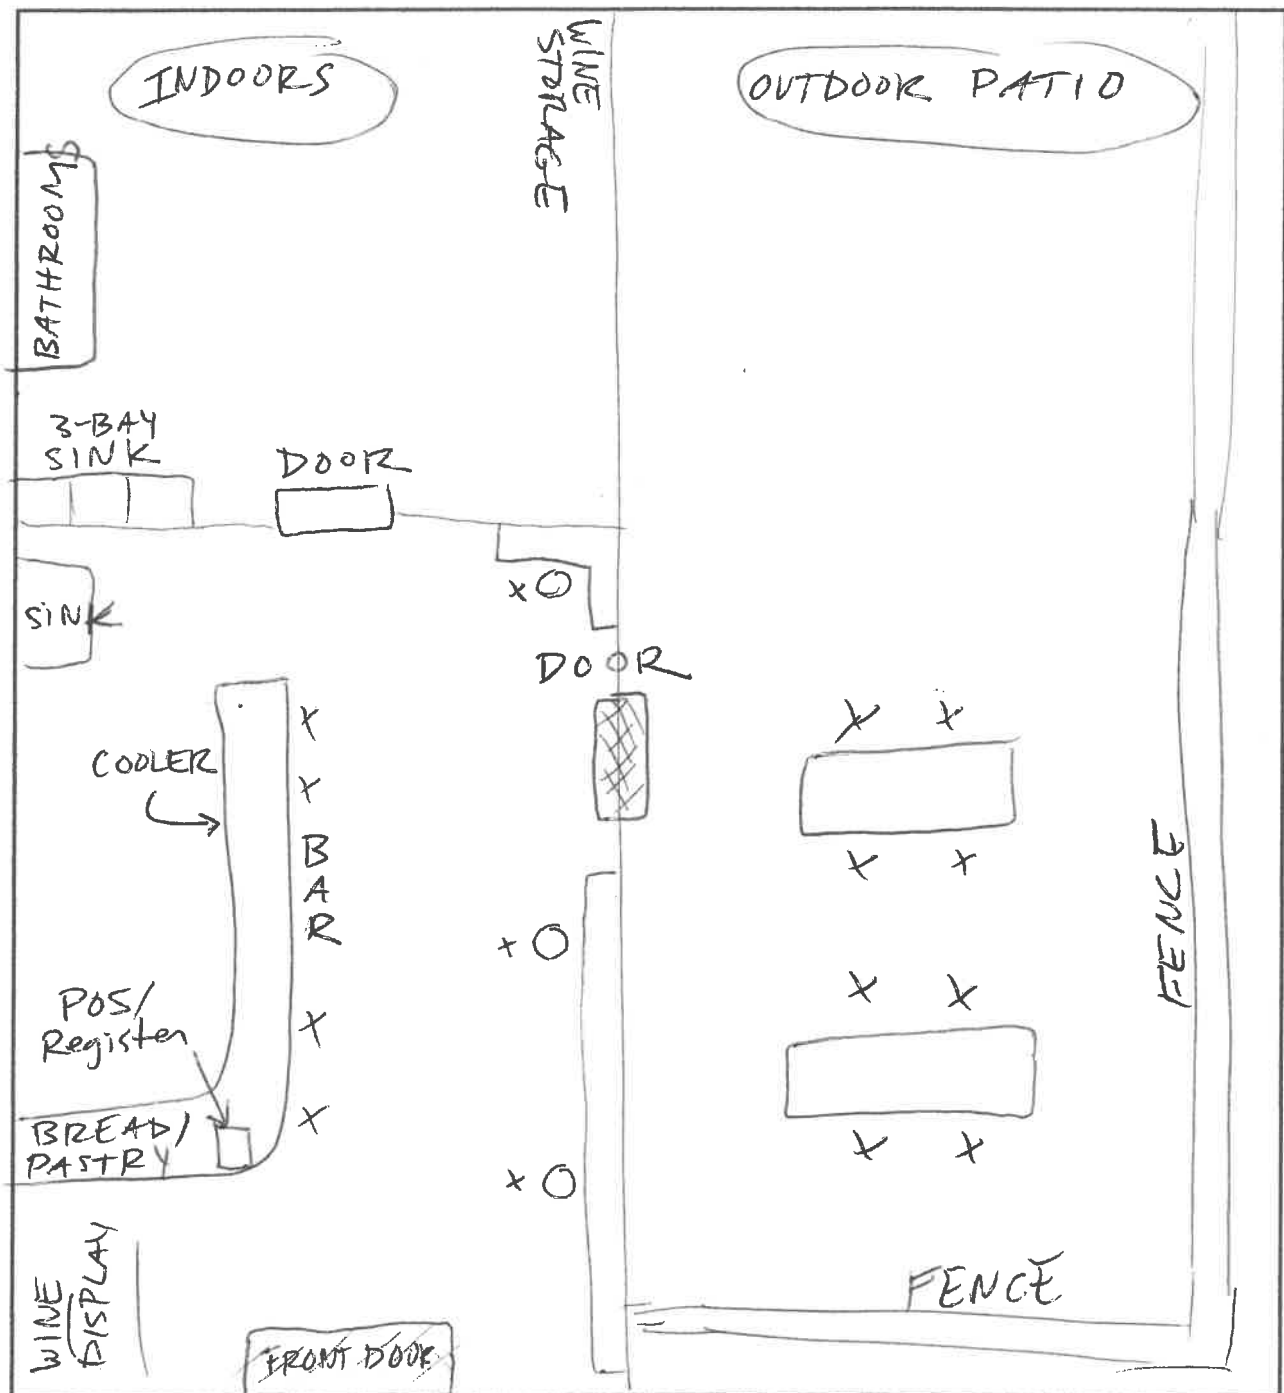 INDOORS
WINE
STORAGE
OUTDOOR PATIO
BATHROOMS
3-BAY
SINK
DOOR
SINK
DOOR
COOLER
BAR
FENCE
POS/
Register
BREAD/
PASTRY
WINE
DISPLAY
FRONT DOOR
FENCE